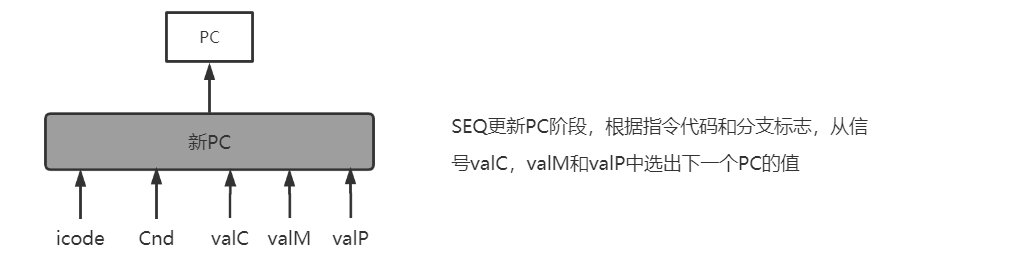 PC
新PC
icode Cnd valC valM valP
SEQ更新PC阶段，根据指令代码和分支标志，从信
号valC，valM和valP中选出下一个PC的值